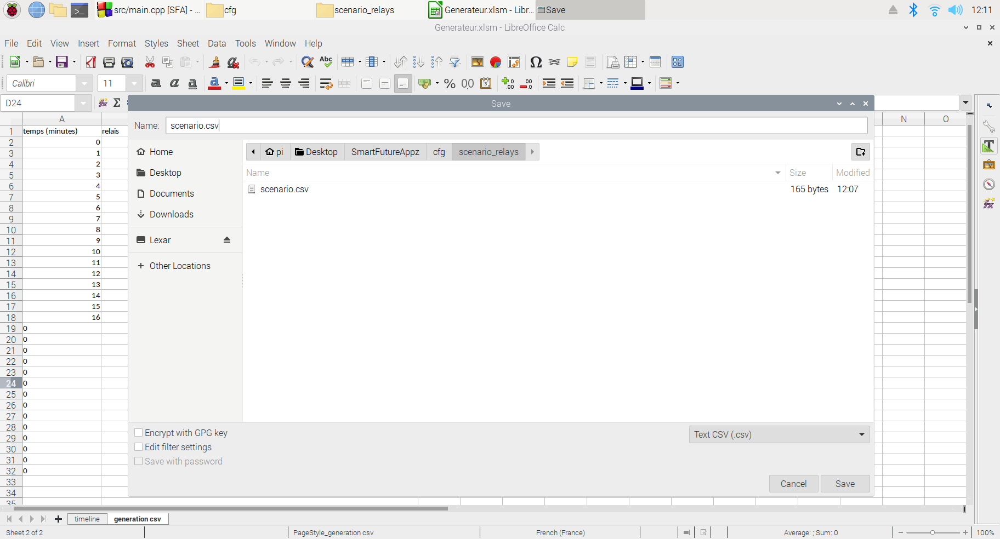 src/main.cpp [SFA] - ...
cfg
scenario_relays
Generateur.xlsm - Libr...
Save
12:11
Generateur.xlsm - LibreOffice Calc
File Edit View Insert Format Styles Sheet Data Tools Window Help
Calibri
11
D24
Save
Name: scenario.csv
A N O
1 temps (minutes) relais
2 0
3 1
4 2
5 3
6 4
7 5
8 6
9 7
10 8
11 9
12 10
13 11
14 12
15 13
16 14
17 15
18 16
19 0
20 0
21 0
22 0
23 0
24 0
25 0
26 0
27 0
28 0
29 0
30 0
31 0
32 0
33
34
35
Home
Desktop
Documents
Downloads
Lexar
Other Locations
pi Desktop SmartFutureAppz cfg scenario_relays
Name Size Modified
scenario.csv 165 bytes 12:07
Encrypt with GPG key
Edit filter settings
Save with password
Text CSV (.csv)
Cancel Save
timeline generation csv
Sheet 2 of 2 PageStyle_generation csv French (France) Average: ; Sum: 0 100%